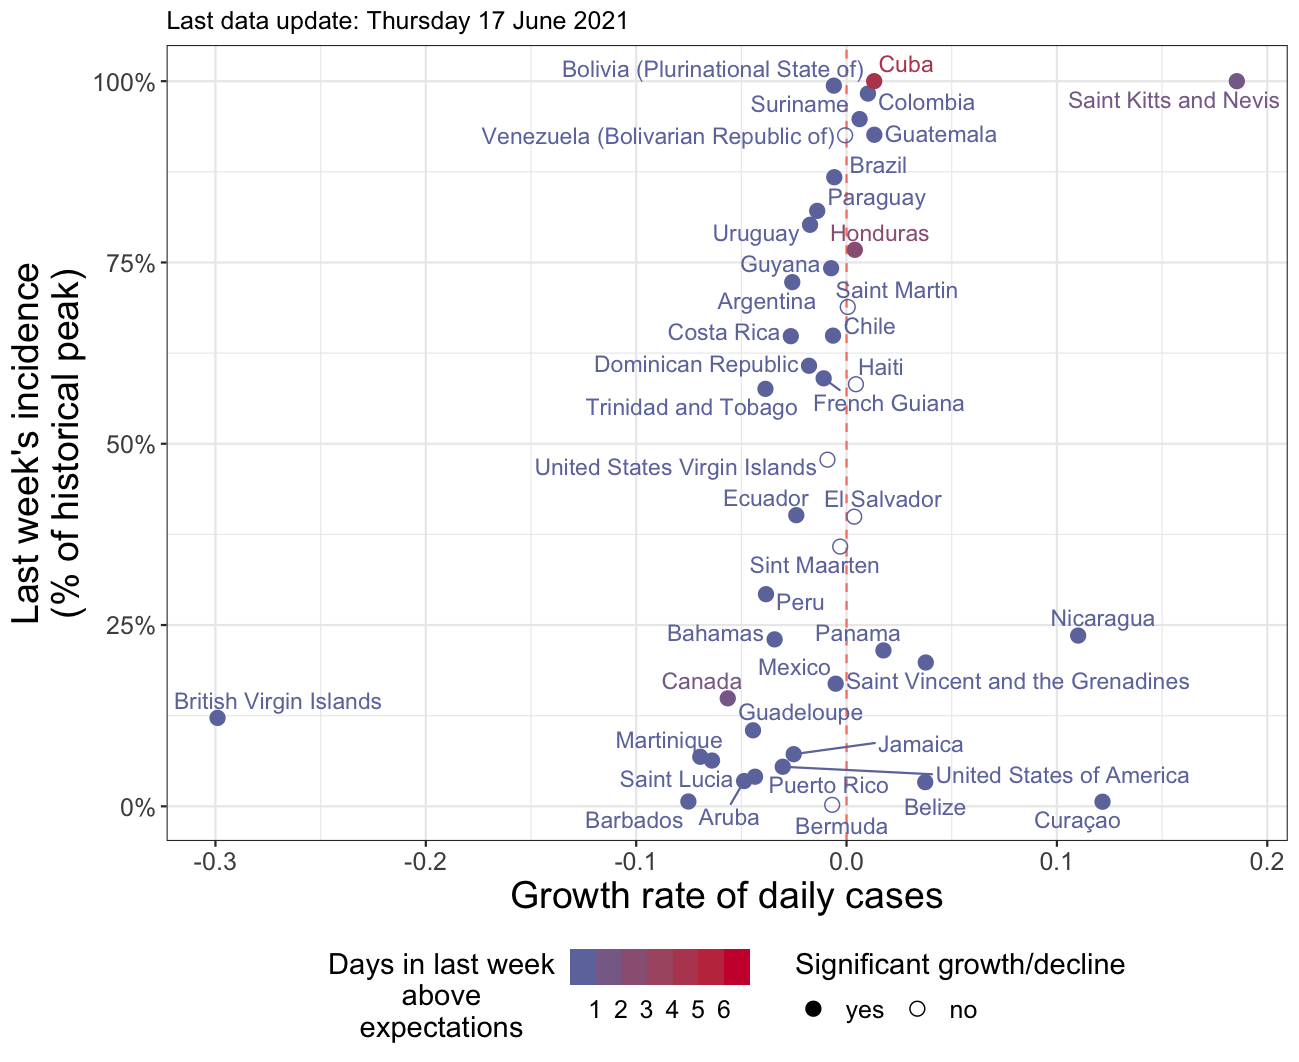 Last data update: Thursday 17 June 2021
Last week's incidence
(% of historical peak)
100%
75%
50%
25%
0%
Bolivia (Plurinational State of)
Cuba
Saint Kitts and Nevis
Suriname
Colombia
Venezuela (Bolivarian Republic of)
Guatemala
Brazil
Paraguay
Uruguay
Honduras
Guyana
Saint Martin
Argentina
Costa Rica
Chile
Dominican Republic
Haiti
Trinidad and Tobago
French Guiana
United States Virgin Islands
Ecuador
El Salvador
Sint Maarten
Peru
Nicaragua
Bahamas
Panama
Mexico
Saint Vincent and the Grenadines
Canada
British Virgin Islands
Guadeloupe
Martinique
Jamaica
Saint Lucia
United States of America
Puerto Rico
Belize
Barbados
Aruba
Bermuda
Curaçao
-0.3
-0.2
-0.1
0.0
0.1
0.2
Growth rate of daily cases
Days in last week
above
expectations
1 2 3 4 5 6
Significant growth/decline
yes
no